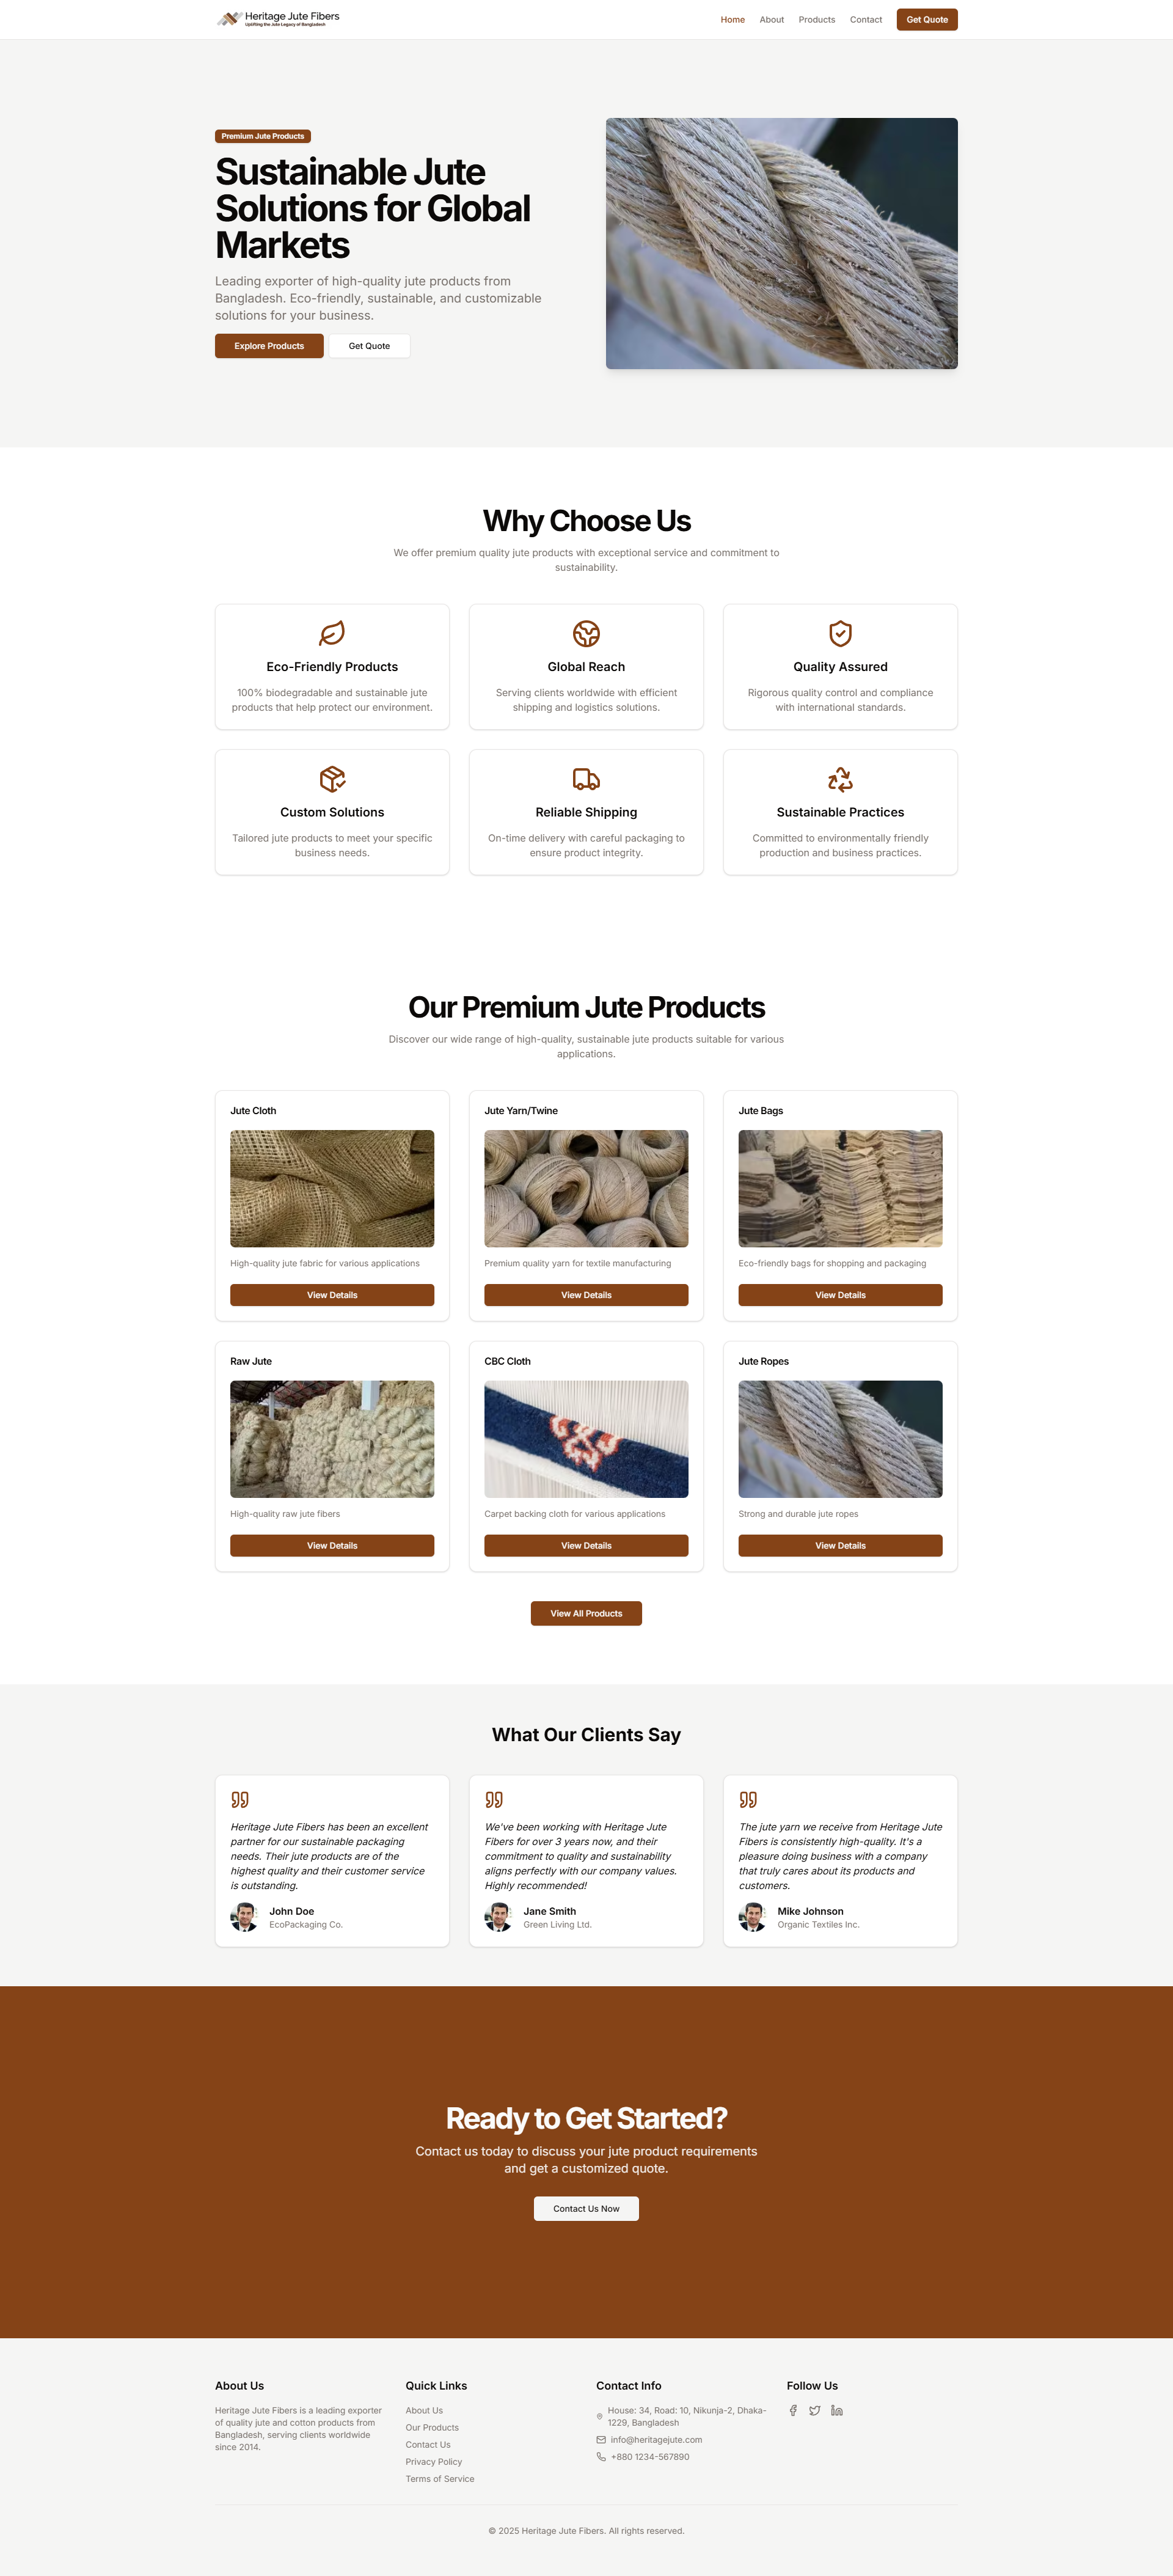 Heritage Jute Fibers
Uplifting the Jute Legacy of Bangladesh
Home
About
Products
Contact
Get Quote
Premium Jute Products
Sustainable Jute
Solutions for Global
Markets
Leading exporter of high-quality jute products from
Bangladesh. Eco-friendly, sustainable, and customizable
solutions for your business.
Explore Products
Get Quote
Why Choose Us
We offer premium quality jute products with exceptional service and commitment to
sustainability.
Eco-Friendly Products
100% biodegradable and sustainable jute
products that help protect our environment.
Global Reach
Serving clients worldwide with efficient
shipping and logistics solutions.
Quality Assured
Rigorous quality control and compliance
with international standards.
Custom Solutions
Tailored jute products to meet your specific
business needs.
Reliable Shipping
On-time delivery with careful packaging to
ensure product integrity.
Sustainable Practices
Committed to environmentally friendly
production and business practices.
Our Premium Jute Products
Discover our wide range of high-quality, sustainable jute products suitable for various
applications.
Jute Cloth
High-quality jute fabric for various applications
View Details
Jute Yarn/Twine
Premium quality yarn for textile manufacturing
View Details
Jute Bags
Eco-friendly bags for shopping and packaging
View Details
Raw Jute
High-quality raw jute fibers
View Details
CBC Cloth
Carpet backing cloth for various applications
View Details
Jute Ropes
Strong and durable jute ropes
View Details
View All Products
What Our Clients Say
Heritage Jute Fibers has been an excellent
partner for our sustainable packaging
needs. Their jute products are of the
highest quality and their customer service
is outstanding.
John Doe
EcoPackaging Co.
We've been working with Heritage Jute
Fibers for over 3 years now, and their
commitment to quality and sustainability
aligns perfectly with our company values.
Highly recommended!
Jane Smith
Green Living Ltd.
The jute yarn we receive from Heritage Jute
Fibers is consistently high-quality. It's a
pleasure doing business with a company
that truly cares about its products and
customers.
Mike Johnson
Organic Textiles Inc.
Ready to Get Started?
Contact us today to discuss your jute product requirements
and get a customized quote.
Contact Us Now
About Us
Heritage Jute Fibers is a leading exporter
of quality jute and cotton products from
Bangladesh, serving clients worldwide
since 2014.
Quick Links
About Us
Our Products
Contact Us
Privacy Policy
Terms of Service
Contact Info
House: 34, Road: 10, Nikunja-2, Dhaka-
1229, Bangladesh
info@heritagejute.com
+880 1234-567890
Follow Us
© 2025 Heritage Jute Fibers. All rights reserved.